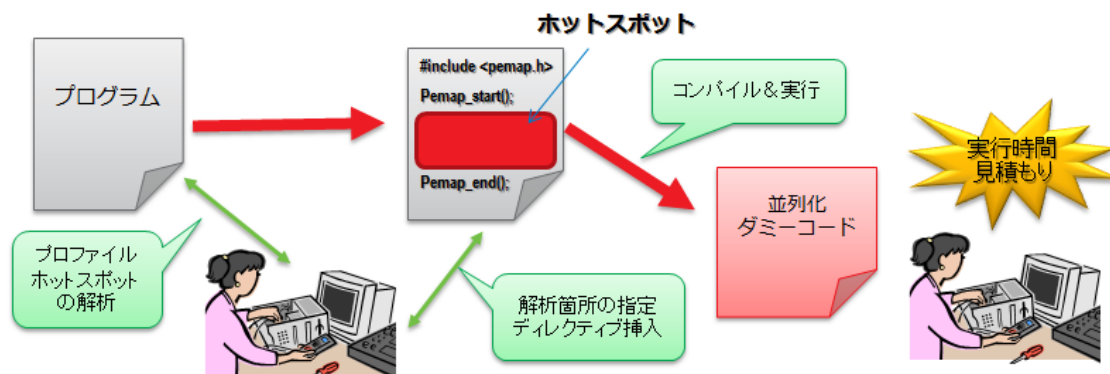 ホットスポット
プログラム
#include <pemap.h>
Pemap_start();
Pemap_end();
コンパイル＆実行
実行時間
見積もり
並列化
ダミーコード
プロファイル
ホットスポット
の解析
解析箇所の指定
ディレクティブ挿入